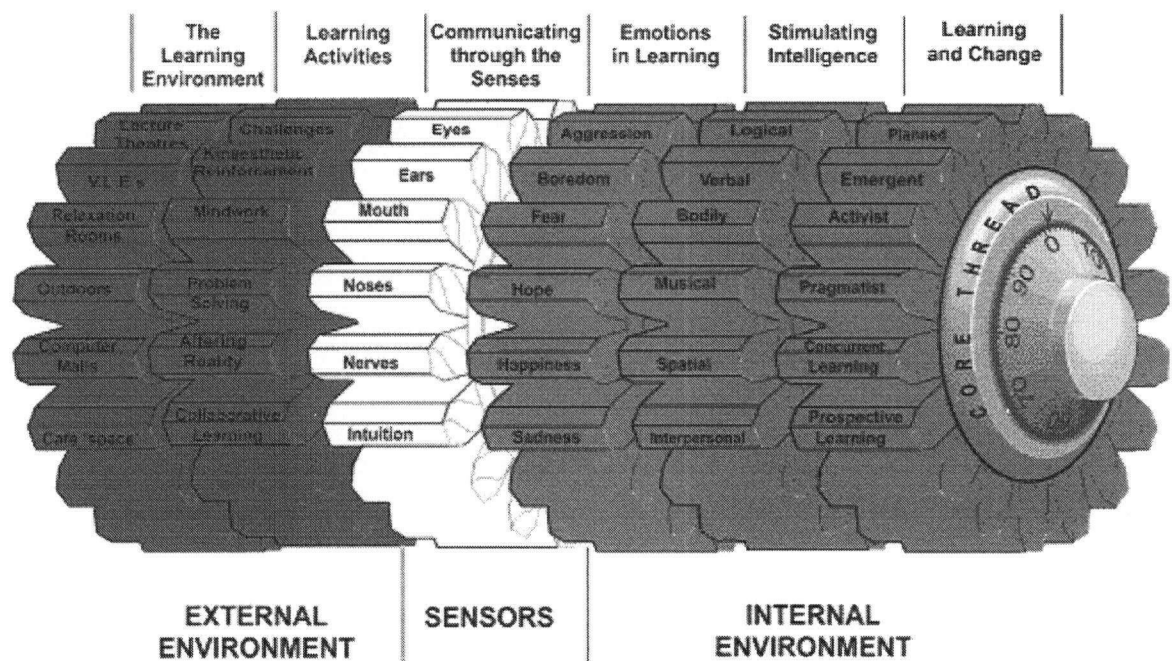 The Learning Environment
Learning Activities
Communicating through the Senses
Emotions in Learning
Stimulating Intelligence
Learning and Change
Lecture Theatres
Challenges
Eyes
Aggression
Logical
Planned
V.L.E's
Kinaesthetic Reinforcement
Ears
Boredom
Verbal
Emergent
Relaxation Rooms
Mindwork
Mouth
Fear
Bodily
Activist
Outdoors
Problem Solving
Noses
Hope
Musical
Pragmatist
Computer Malls
Affering Reality
Nerves
Happiness
Spatial
Concurrent Learning
Cafe 'space
Collaborative Learning
Intuition
Sadness
Interpersonal
Prospective Learning
CORE THREAD
0
90
80
70
EXTERNAL ENVIRONMENT
SENSORS
INTERNAL ENVIRONMENT